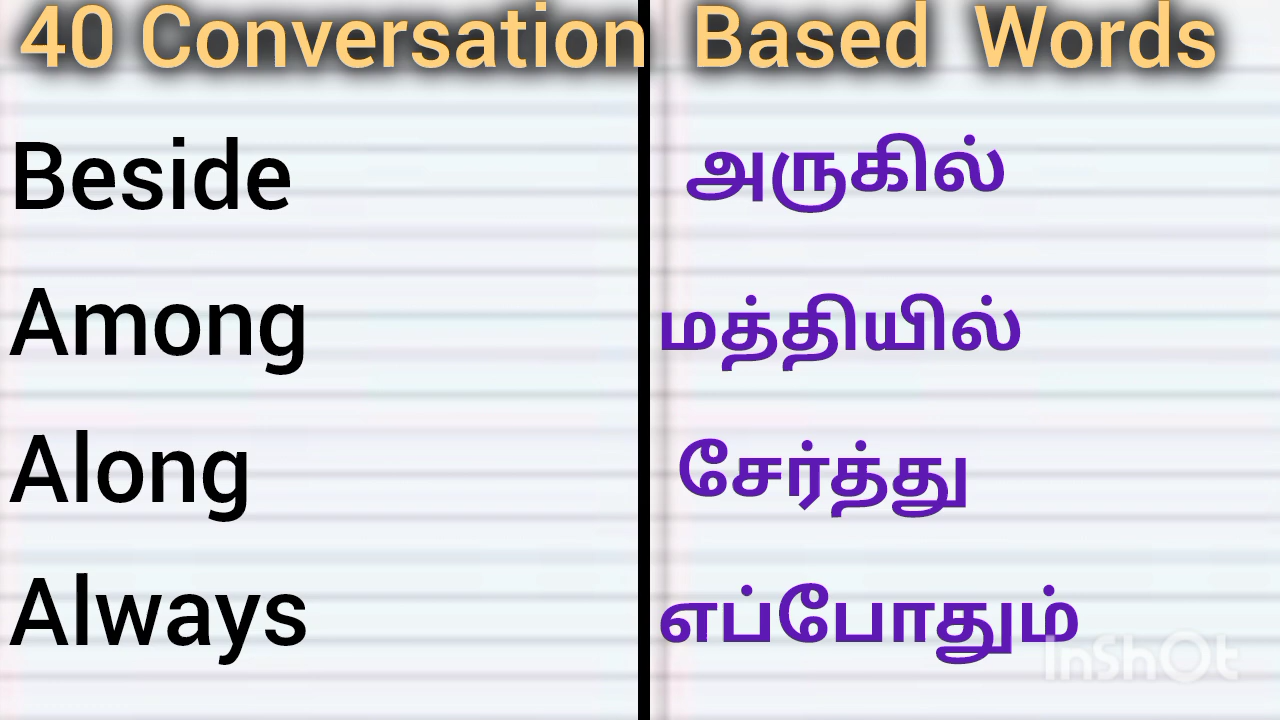 40 Conversation Based Words
Beside அருகில்
Among மத்தியில்
Along சேர்த்து
Always எப்போதும்
InShOt